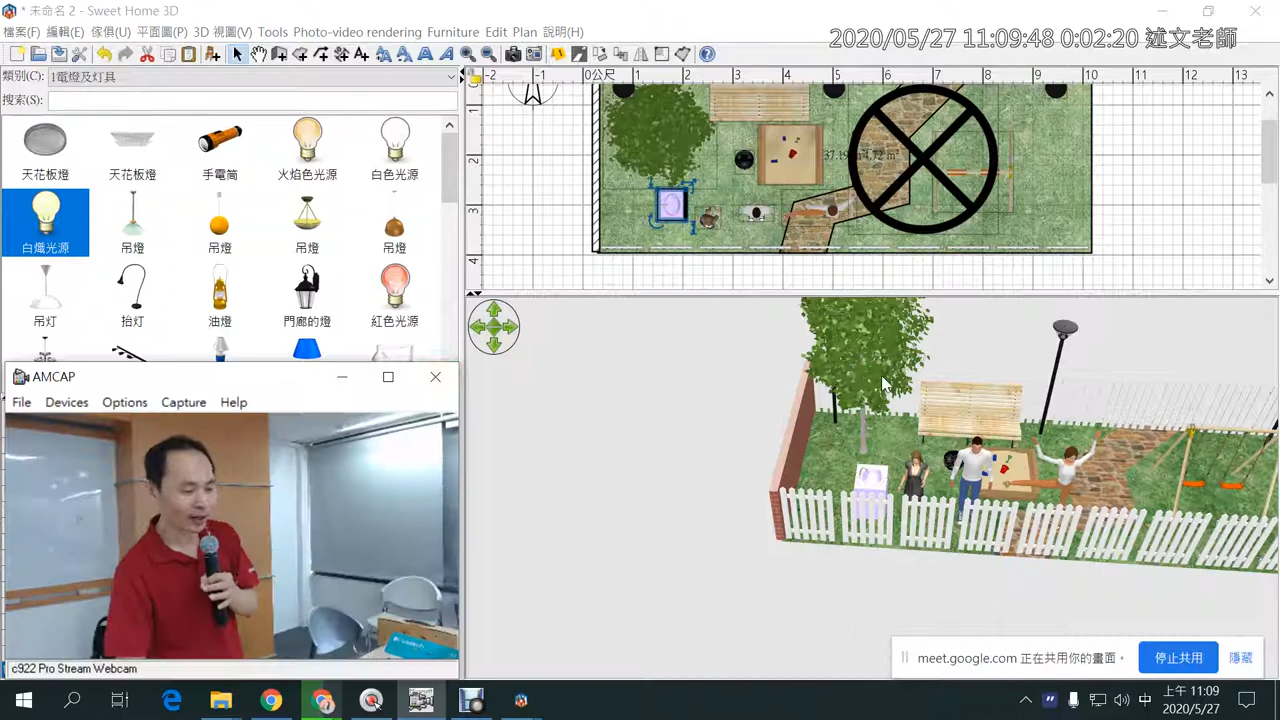 * 未命名 2 - Sweet Home 3D
檔案(F) 編輯(E) 傢俱(U) 平面圖(P) 3D 視圖(V) Tools Photo-video rendering Furniture Edit Plan 說明(H)
2020/05/27 11:09:48 0:02:20 述文老師
類別(C): 1電燈及灯具
搜索(S):
-2 -1 0公尺 1 2 3 4 5 6 7 8 9 10 11 12 13
1
2
3
4
天花板燈 天花板燈 手電筒 火焰色光源 白色光源
白熾光源 吊燈 吊燈 吊燈 吊燈
吊灯 抬灯 油燈 門廊的燈 紅色光源
AMCAP
File Devices Options Capture Help
c922 Pro Stream Webcam
meet.google.com 正在共用你的畫面。 停止共用 隱藏
中
上午 11:09
2020/5/27